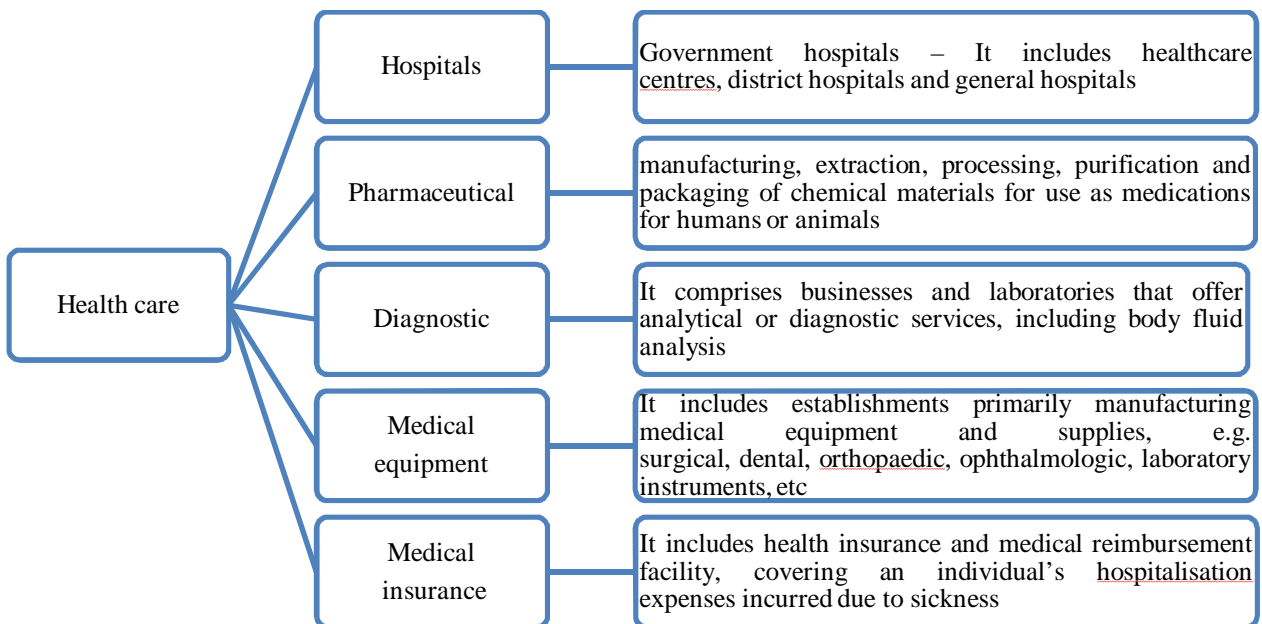 Health care
Hospitals
Government hospitals – It includes healthcare
centres, district hospitals and general hospitals
Pharmaceutical
manufacturing, extraction, processing, purification and
packaging of chemical materials for use as medications
for humans or animals
Diagnostic
It comprises businesses and laboratories that offer
analytical or diagnostic services, including body fluid
analysis
Medical
equipment
It includes establishments primarily manufacturing
medical equipment and supplies, e.g.
surgical, dental, orthopaedic, ophthalmologic, laboratory
instruments, etc
Medical
insurance
It includes health insurance and medical reimbursement
facility, covering an individual’s hospitalisation
expenses incurred due to sickness